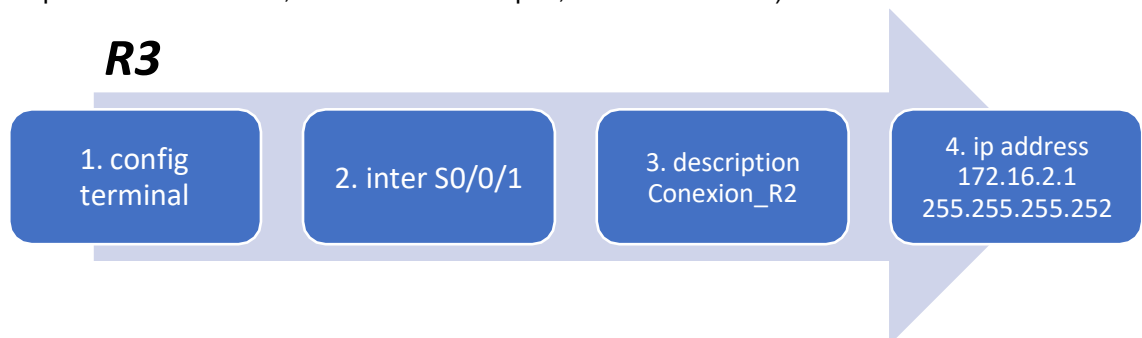 R3
1. config
terminal
2. inter S0/0/1
3. description
Conexion_R2
4. ip address
172.16.2.1
255.255.255.252